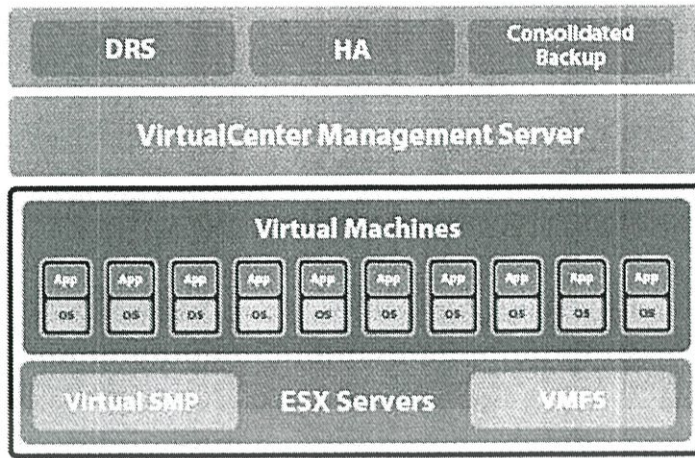 DRS
HA
Consolidated
Backup
VirtualCenter Management Server
Virtual Machines
App App App App App App App App App App
OS OS OS OS OS OS OS OS OS OS
Virtual SMP
ESX Servers
VMFS